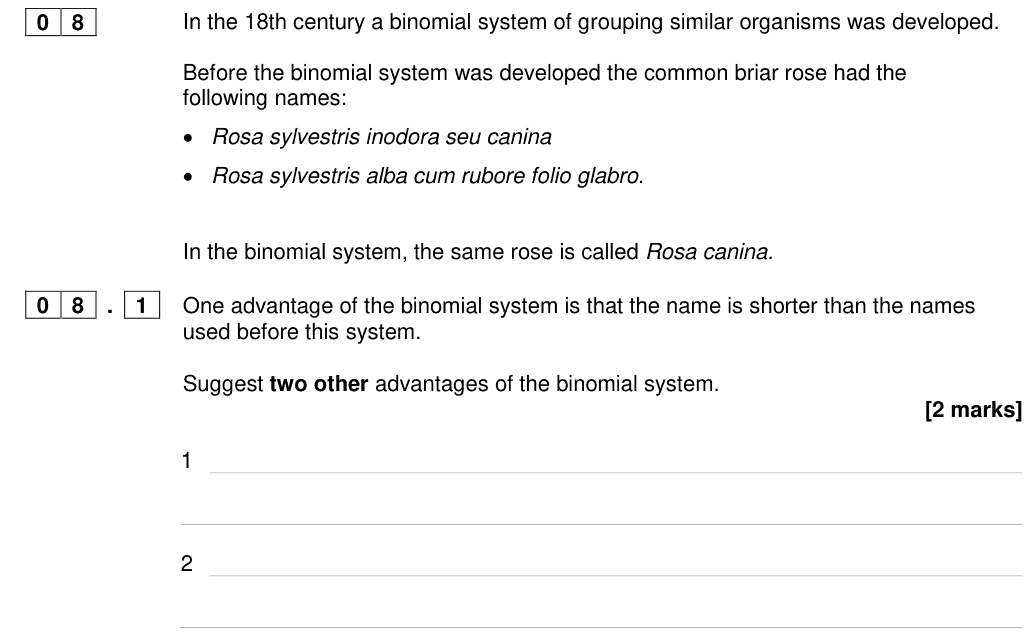 0 8 In the 18th century a binomial system of grouping similar organisms was developed.
Before the binomial system was developed the common briar rose had the
following names:
• Rosa sylvestris inodora seu canina
• Rosa sylvestris alba cum rubore folio glabro.
In the binomial system, the same rose is called Rosa canina.
0 8 . 1 One advantage of the binomial system is that the name is shorter than the names
used before this system.
Suggest two other advantages of the binomial system.
[2 marks]
1
2